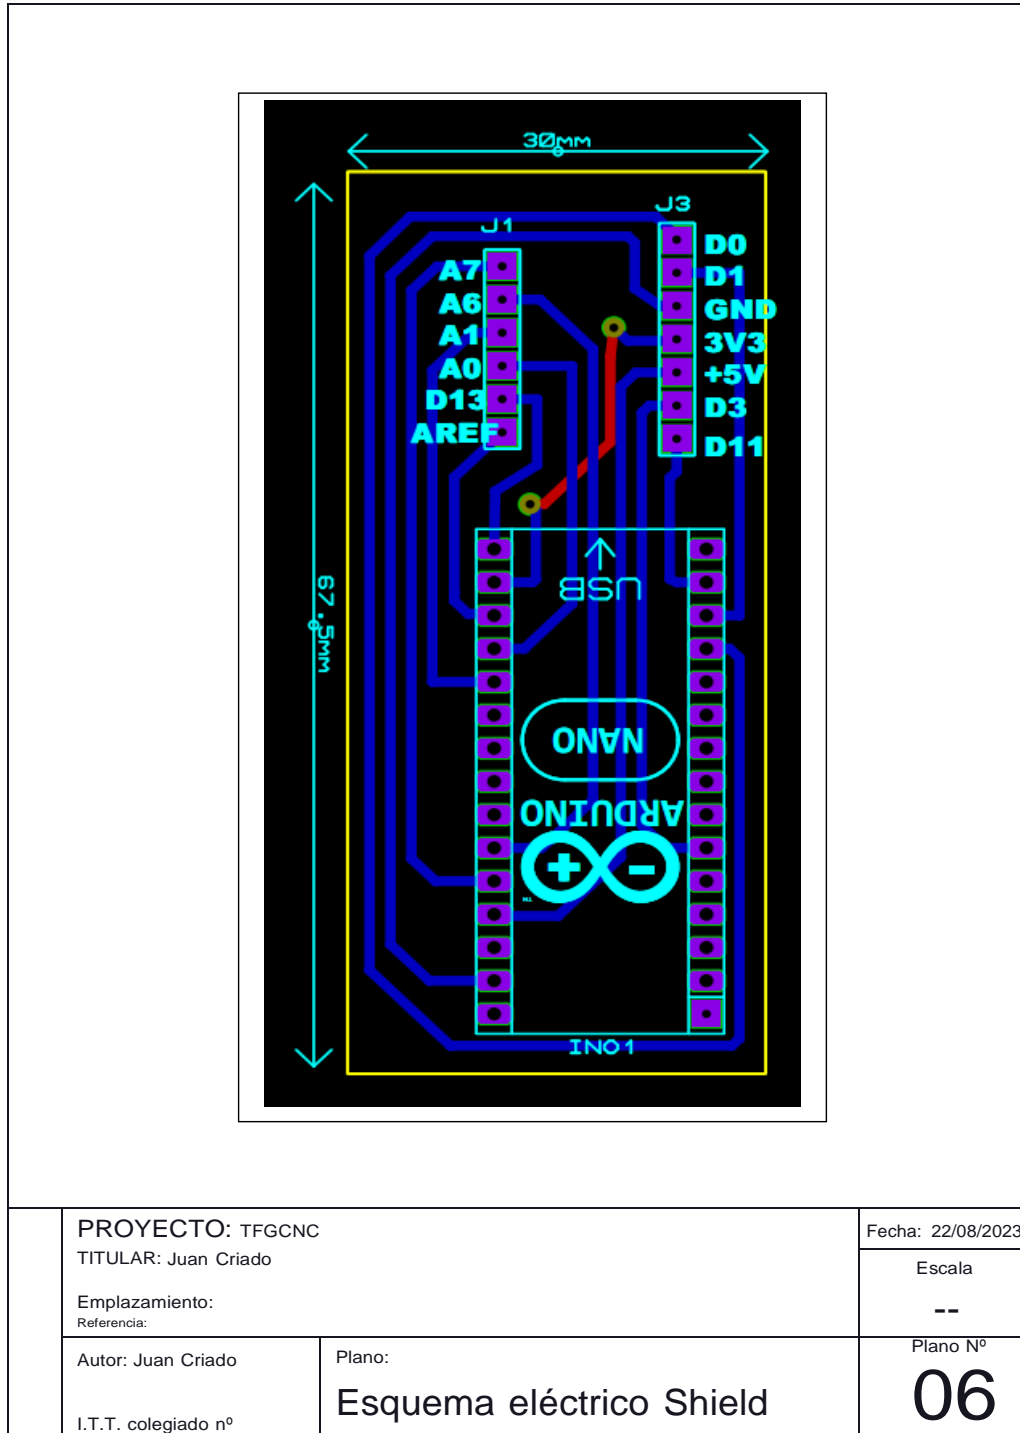 30mm
J3
J1
D0
A7
D1
A6
GND
A1
3V3
A0
+5V
D13
D3
AREF
D11
67.5mm
USB
NANO
ARDUINO
+ -
TM
INO1
PROYECTO: TFGCNC
Fecha: 22/08/2023
TITULAR: Juan Criado
Escala
Emplazamiento:
--
Referencia:
Autor: Juan Criado
Plano:
Plano Nº
Esquema eléctrico Shield
06
I.T.T. colegiado nº